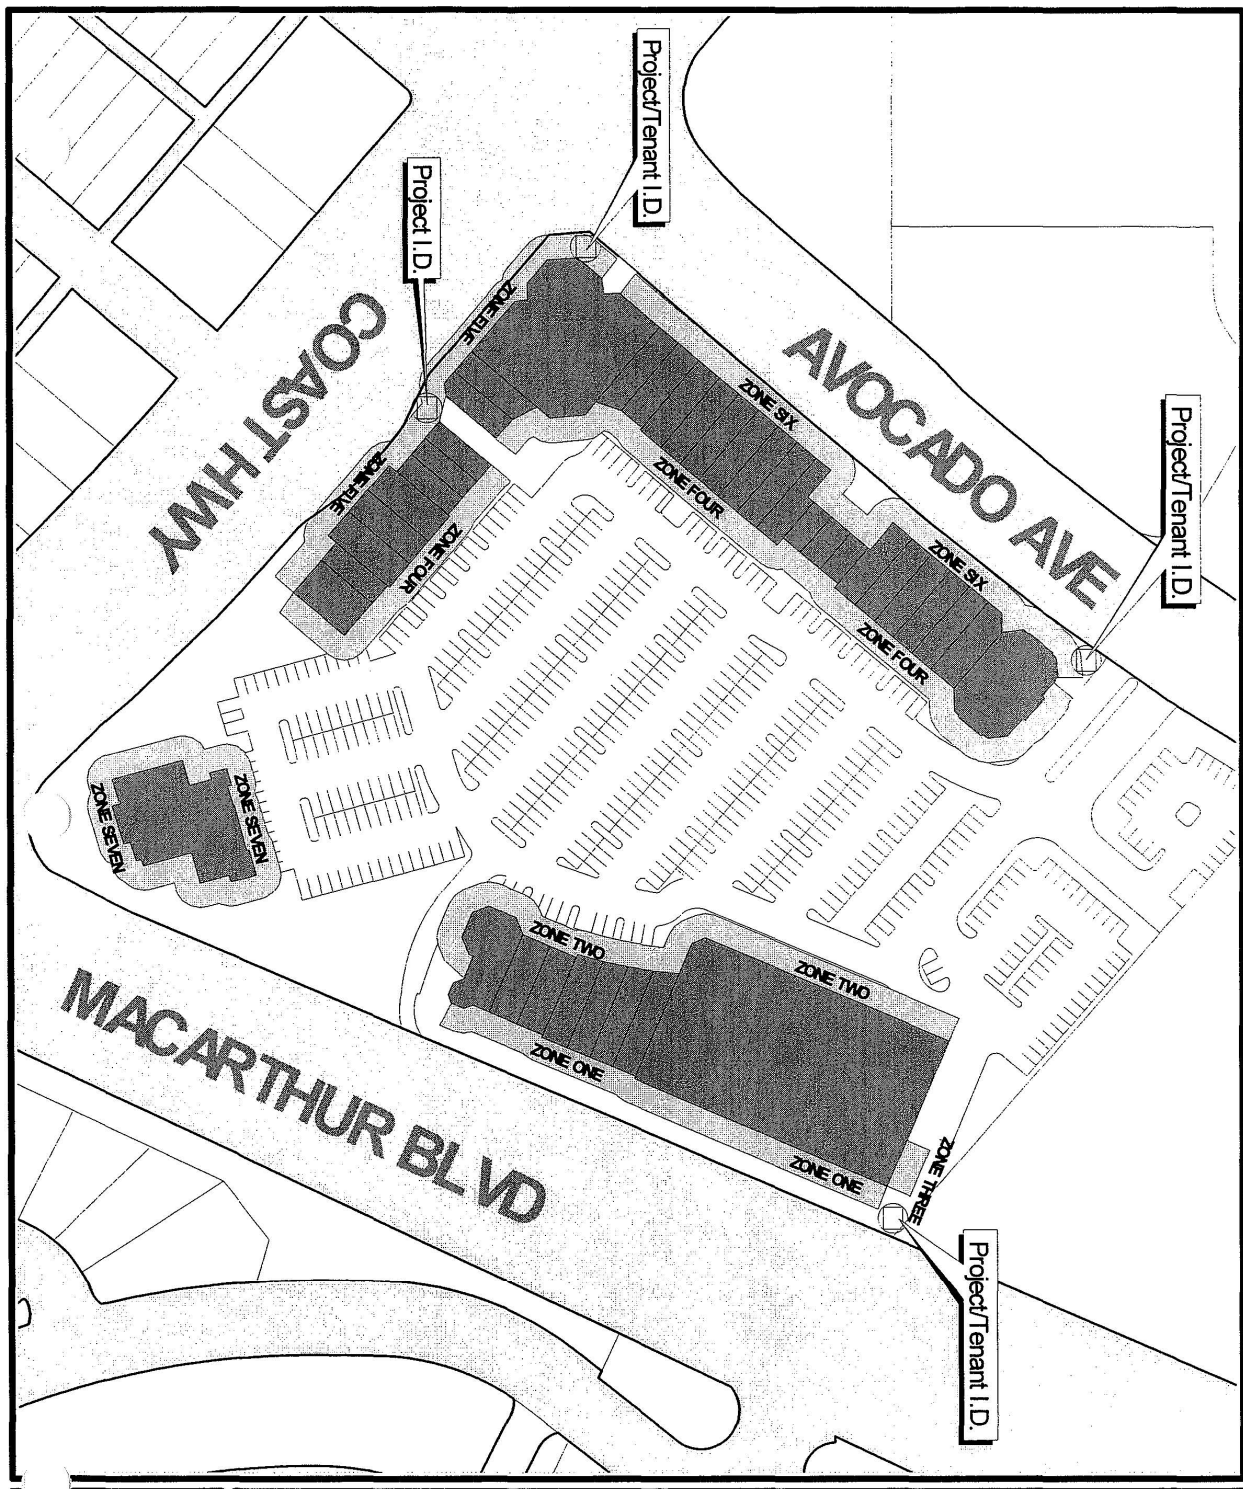 Project/Tenant I.D.
Project I.D.
Project/Tenant I.D.
AVOCADO AVE
COAST HWY
ZONE FIVE
ZONE SIX
ZONE FOUR
ZONE FIVE
ZONE FOUR
ZONE SIX
ZONE FOUR
ZONE SEVEN
ZONE SEVEN
ZONE TWO
ZONE TWO
ZONE ONE
ZONE ONE
ZONE THREE
MACARTHUR BLVD
Project/Tenant I.D.